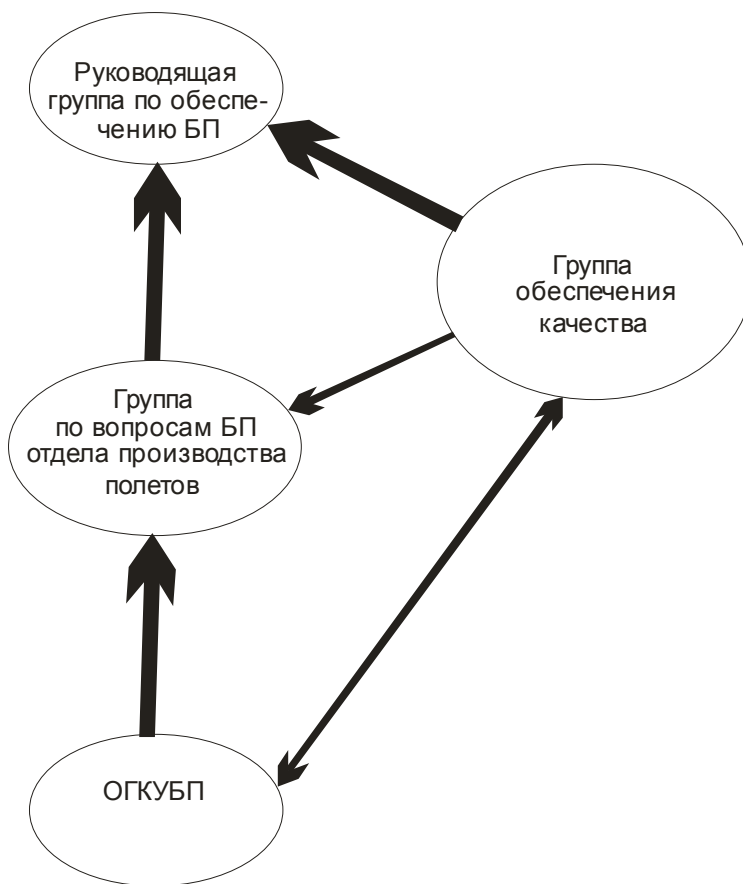 Руководящая
группа по обеспе-
чению БП
Группа
обеспечения
качества
Группа
по вопросам БП
отдела производства
полетов
ОГКУБП